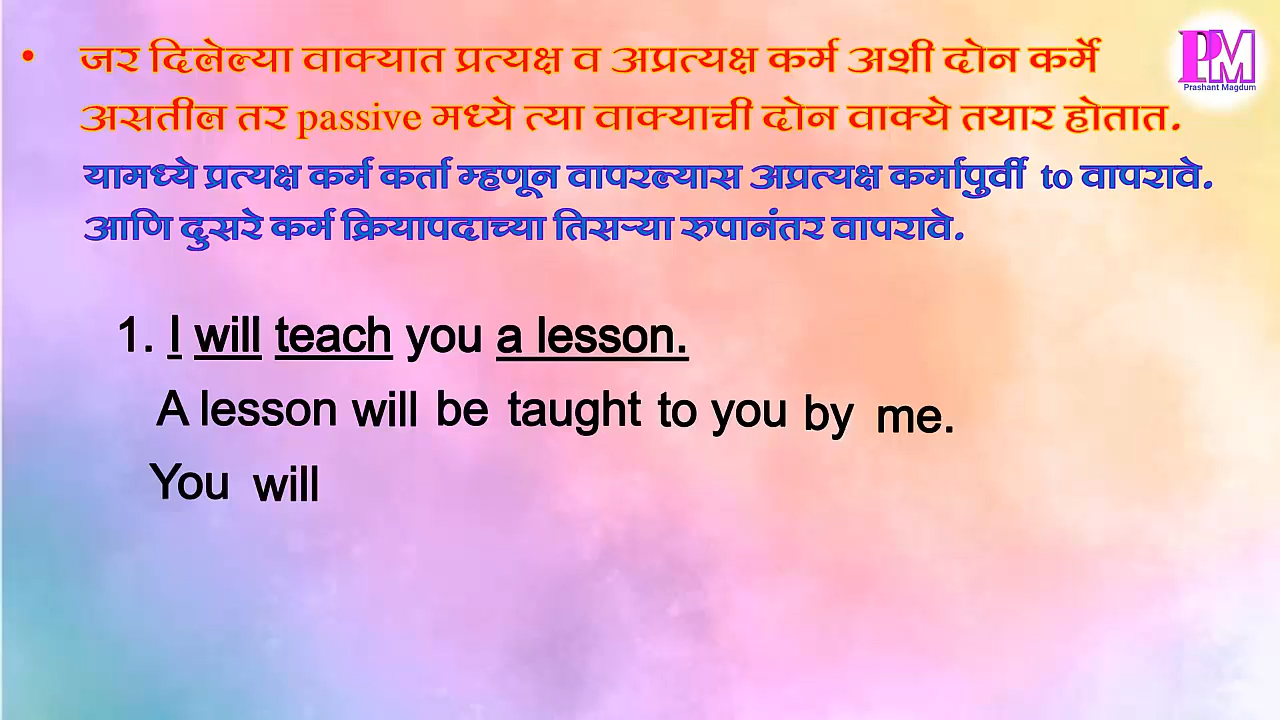 • जर दिलेल्या वाक्यात प्रत्यक्ष व अप्रत्यक्ष कर्म अशी दोन कर्मे
असतील तर passive मध्ये त्या वाक्याची दोन वाक्ये तयार होतात.
यामध्ये प्रत्यक्ष कर्म कर्ता म्हणून वापरल्यास अप्रत्यक्ष कर्मापुर्वी to वापरावे.
आणि दुसरे कर्म क्रियापदाच्या तिसऱ्या रुपानंतर वापरावे.
PM
Prashant Magdum
1. I will teach you a lesson.
A lesson will be taught to you by me.
You will